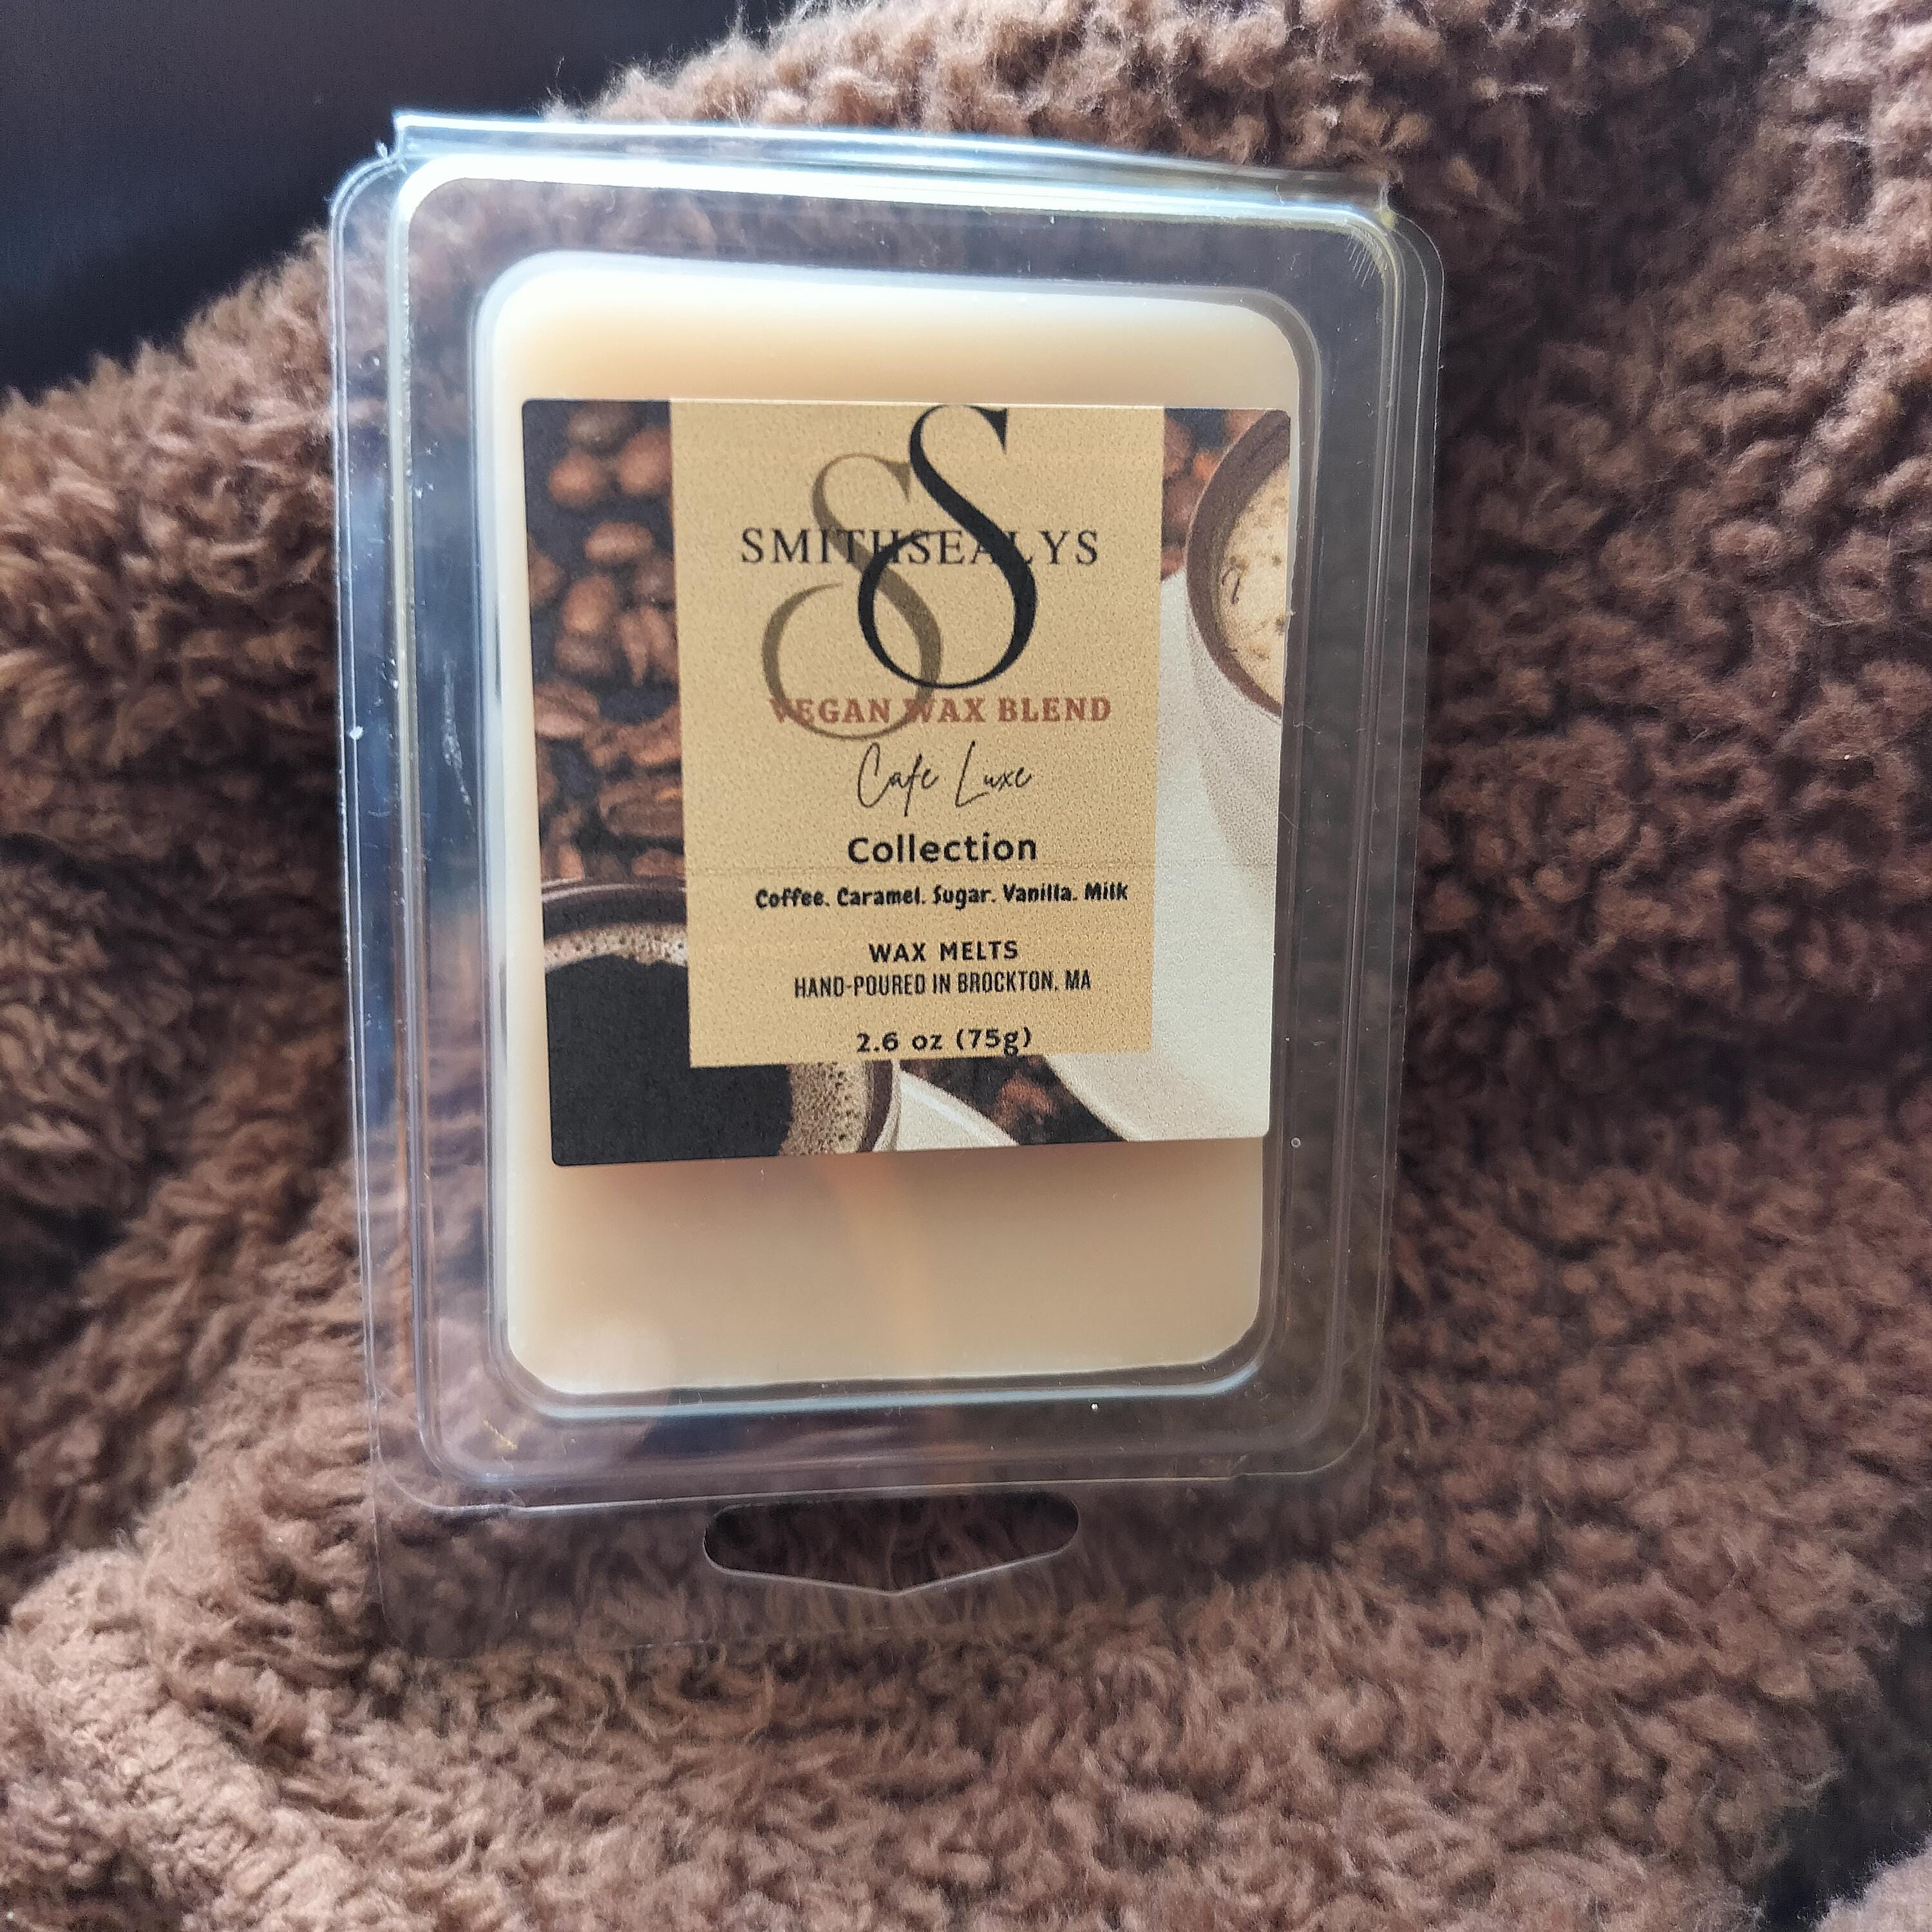 SS
SMITHSEALYS
VEGAN WAX BLEND
Cafe Luxe
Collection
Coffee. Caramel. Sugar. Vanilla. Milk
WAX MELTS
HAND-POURED IN BROCKTON. MA
2.6 oz (75g)